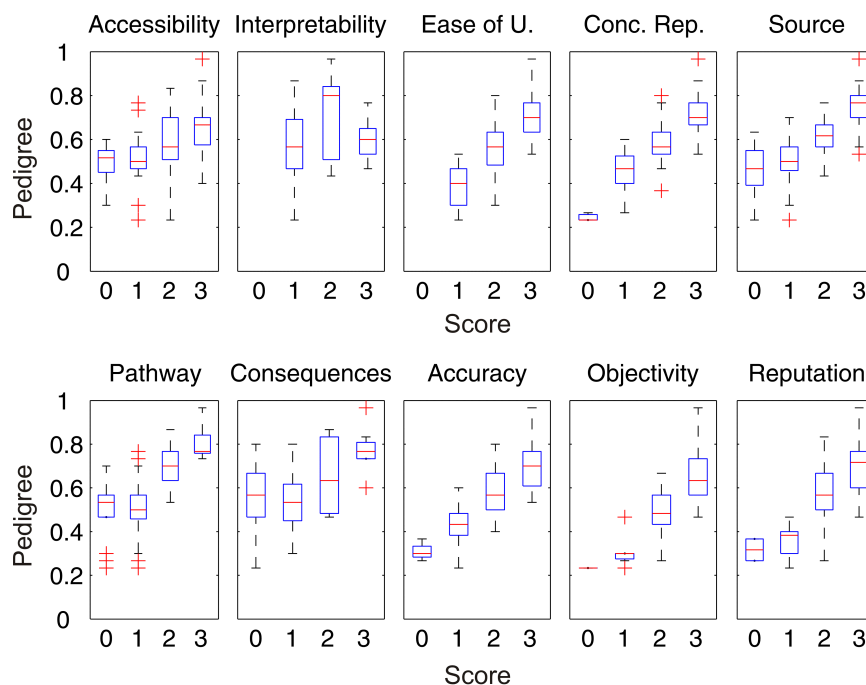 Accessibility Interpretability Ease of U. Conc. Rep. Source
1
0.8
0.6
0.4
0.2
0
Pedigree
0 1 2 3 0 1 2 3 0 1 2 3 0 1 2 3 0 1 2 3
Score
Pathway Consequences Accuracy Objectivity Reputation
1
0.8
0.6
0.4
0.2
0
Pedigree
0 1 2 3 0 1 2 3 0 1 2 3 0 1 2 3 0 1 2 3
Score